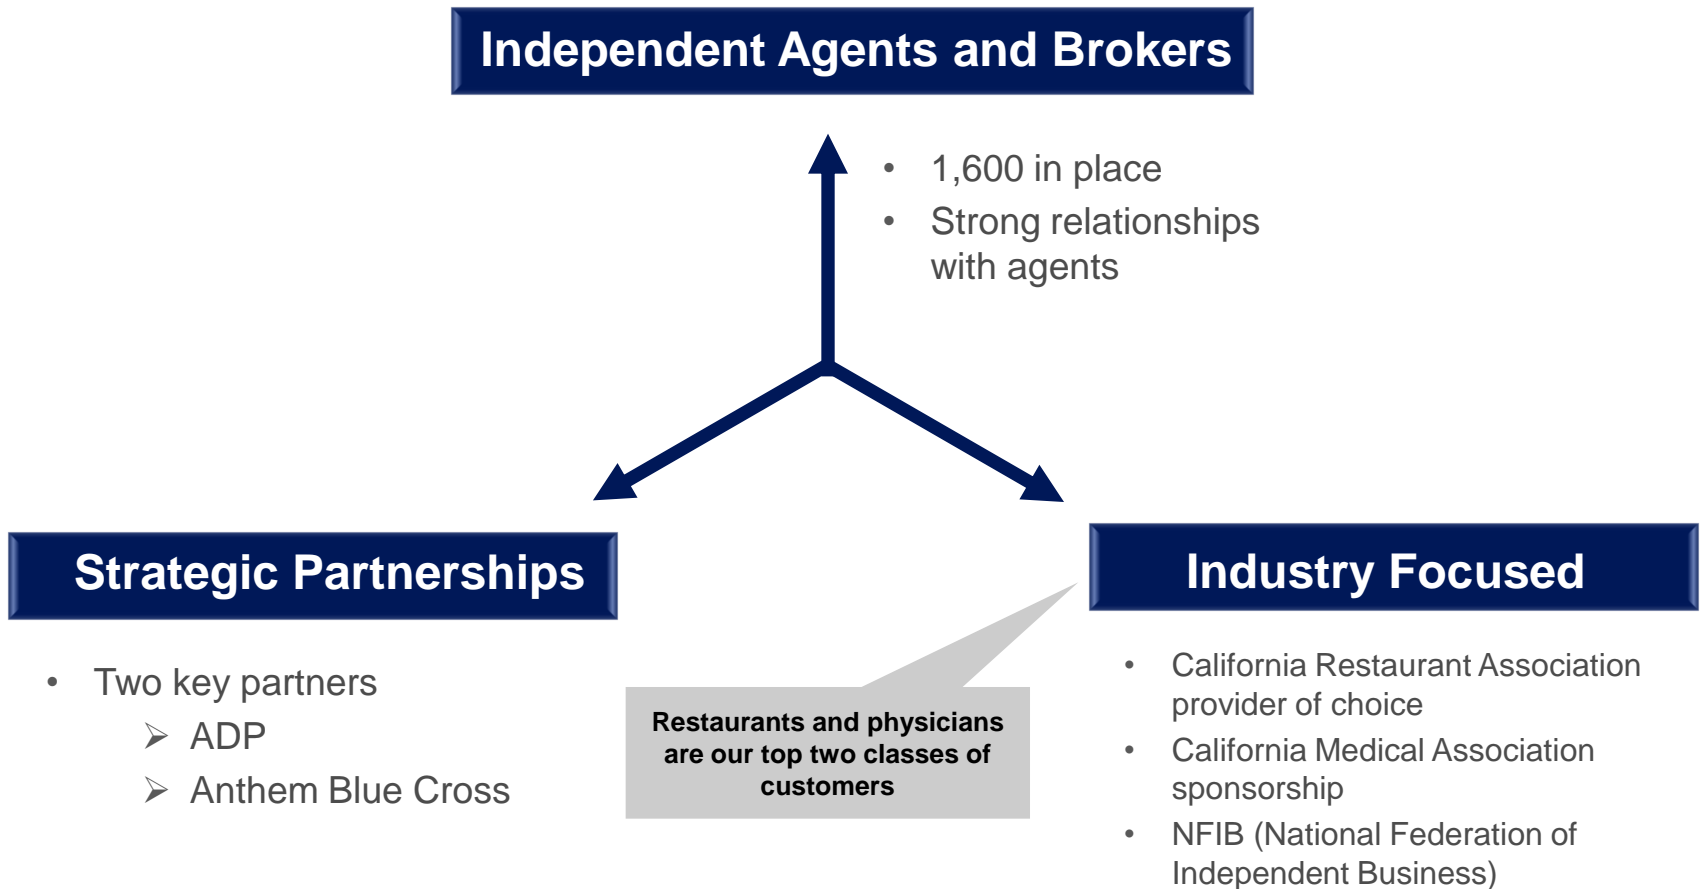 Independent Agents and Brokers
• 1,600 in place
• Strong relationships
with agents
Strategic Partnerships
• Two key partners
➢ ADP
➢ Anthem Blue Cross
Restaurants and physicians
are our top two classes of
customers
Industry Focused
• California Restaurant Association
provider of choice
• California Medical Association
sponsorship
• NFIB (National Federation of
Independent Business)